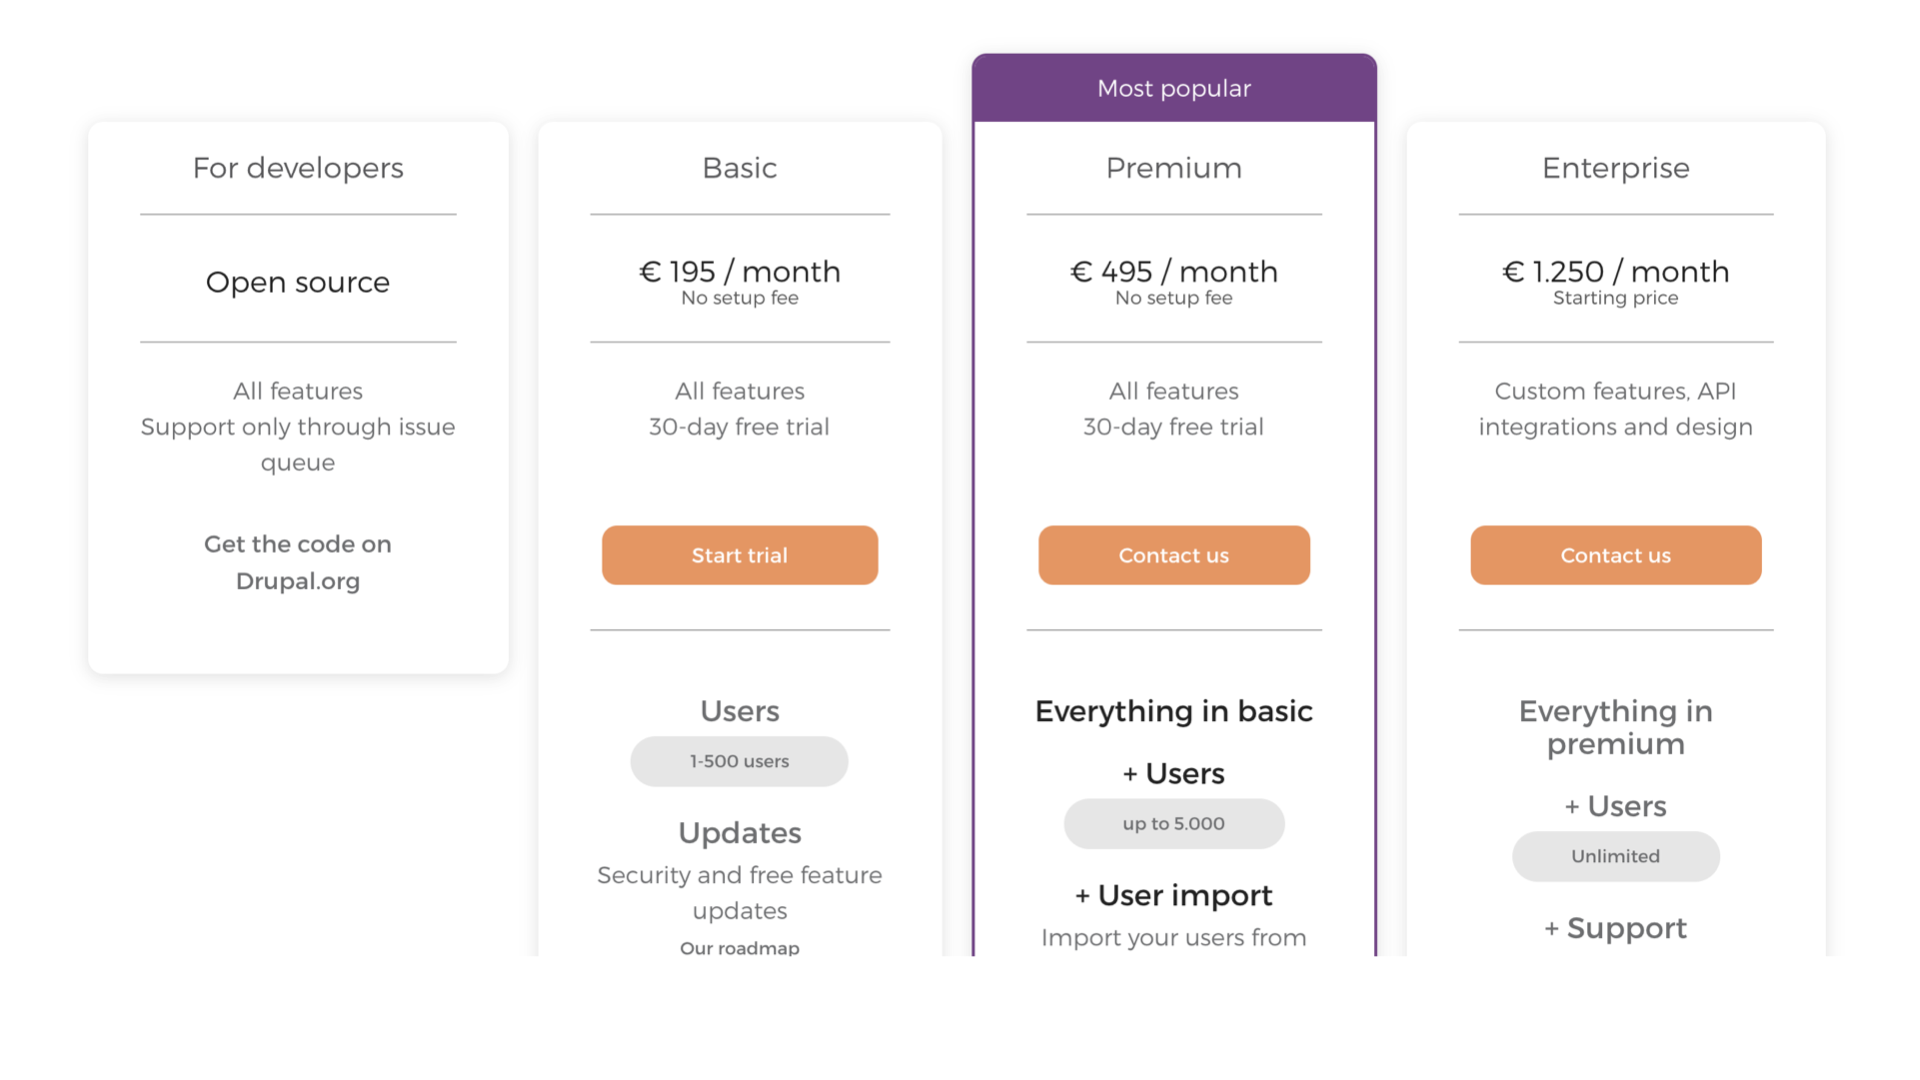 For developers
Open source
All features
Support only through issue
queue
Get the code on
Drupal.org
Basic
€ 195 / month
No setup fee
All features
30-day free trial
Start trial
Users
1-500 users
Updates
Security and free feature
updates
Our roadmap
Most popular
Premium
€ 495 / month
No setup fee
All features
30-day free trial
Contact us
Everything in basic
+ Users
up to 5.000
+ User import
Import your users from
Enterprise
€ 1.250 / month
Starting price
Custom features, API
integrations and design
Contact us
Everything in
premium
+ Users
Unlimited
+ Support